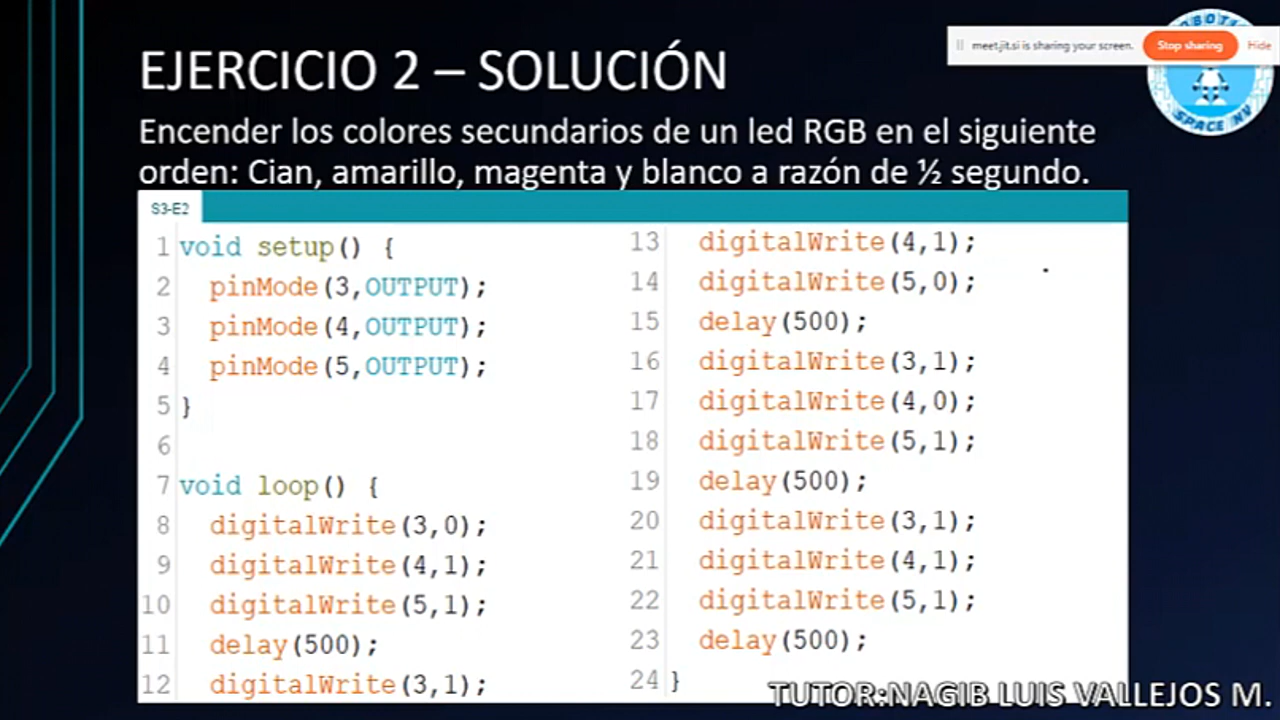 meet.jit.si is sharing your screen. Stop sharing Hide
SPACE NV
EJERCICIO 2 – SOLUCIÓN
Encender los colores secundarios de un led RGB en el siguiente
orden: Cian, amarillo, magenta y blanco a razón de ½ segundo.
S3-E2
1 void setup() {
2 pinMode(3,OUTPUT);
3 pinMode(4,OUTPUT);
4 pinMode(5,OUTPUT);
5 }
6
7 void loop() {
8 digitalWrite(3,0);
9 digitalWrite(4,1);
10 digitalWrite(5,1);
11 delay(500);
12 digitalWrite(3,1);
13 digitalWrite(4,1);
14 digitalWrite(5,0);
15 delay(500);
16 digitalWrite(3,1);
17 digitalWrite(4,0);
18 digitalWrite(5,1);
19 delay(500);
20 digitalWrite(3,1);
21 digitalWrite(4,1);
22 digitalWrite(5,1);
23 delay(500);
24 }
TUTOR:NAGIB LUIS VALLEJOS M.